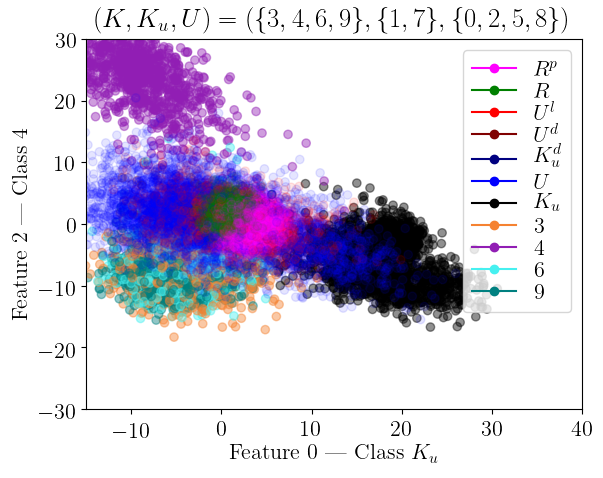 (K, K_u, U) = ({3, 4, 6, 9}, {1, 7}, {0, 2, 5, 8})
30
20
10
0
−10
−20
−30
Feature 2 — Class 4
R^p
R
U^l
U^d
K_u^d
U
K_u
3
4
6
9
−10
0
10
20
30
40
Feature 0 — Class K_u